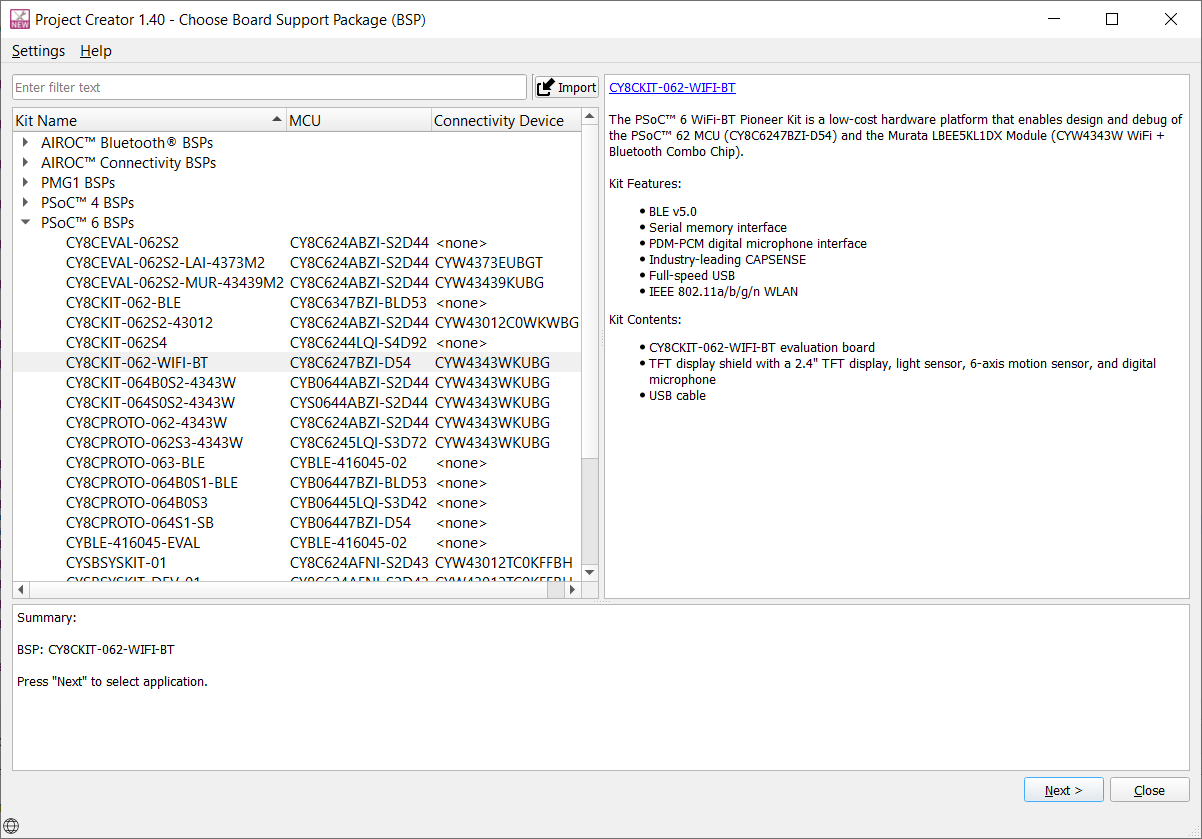 NEW Project Creator 1.40 - Choose Board Support Package (BSP)
Settings Help
Enter filter text Import
Kit Name MCU Connectivity Device
AIROC™ Bluetooth® BSPs
AIROC™ Connectivity BSPs
PMG1 BSPs
PSoC™ 4 BSPs
PSoC™ 6 BSPs
CY8CEVAL-062S2 CY8C624ABZI-S2D44 <none>
CY8CEVAL-062S2-LAI-4373M2 CY8C624ABZI-S2D44 CYW4373EUBGT
CY8CEVAL-062S2-MUR-43439M2 CY8C624ABZI-S2D44 CYW43439KUBG
CY8CKIT-062-BLE CY8C6347BZI-BLD53 <none>
CY8CKIT-062S2-43012 CY8C624ABZI-S2D44 CYW43012C0WKWBG
CY8CKIT-062S4 CY8C6244LQI-S4D92 <none>
CY8CKIT-062-WIFI-BT CY8C6247BZI-D54 CYW4343WKUBG
CY8CKIT-064B0S2-4343W CYB0644ABZI-S2D44 CYW4343WKUBG
CY8CKIT-064S0S2-4343W CYS0644ABZI-S2D44 CYW4343WKUBG
CY8CPROTO-062-4343W CY8C624ABZI-S2D44 CYW4343WKUBG
CY8CPROTO-062S3-4343W CY8C6245LQI-S3D72 CYW4343WKUBG
CY8CPROTO-063-BLE CYBLE-416045-02 <none>
CY8CPROTO-064B0S1-BLE CYB06447BZI-BLD53 <none>
CY8CPROTO-064B0S3 CYB06445LQI-S3D42 <none>
CY8CPROTO-064S1-SB CYB06447BZI-D54 <none>
CYBLE-416045-EVAL CYBLE-416045-02 <none>
CYSBSYSKIT-01 CY8C624AFNI-S2D43 CYW43012TC0KFFBH
CYSBSYSKIT-DEV-01 CY8C624AFNI-S2D43 CYW43012TC0KFFBH
CY8CKIT-062-WIFI-BT
The PSoC™ 6 WiFi-BT Pioneer Kit is a low-cost hardware platform that enables design and debug of
the PSoC™ 62 MCU (CY8C6247BZI-D54) and the Murata LBEE5KL1DX Module (CYW4343W WiFi +
Bluetooth Combo Chip).
Kit Features:
• BLE v5.0
• Serial memory interface
• PDM-PCM digital microphone interface
• Industry-leading CAPSENSE
• Full-speed USB
• IEEE 802.11a/b/g/n WLAN
Kit Contents:
• CY8CKIT-062-WIFI-BT evaluation board
• TFT display shield with a 2.4" TFT display, light sensor, 6-axis motion sensor, and digital
microphone
• USB cable
Summary:
BSP: CY8CKIT-062-WIFI-BT
Press "Next" to select application.
Next > Close